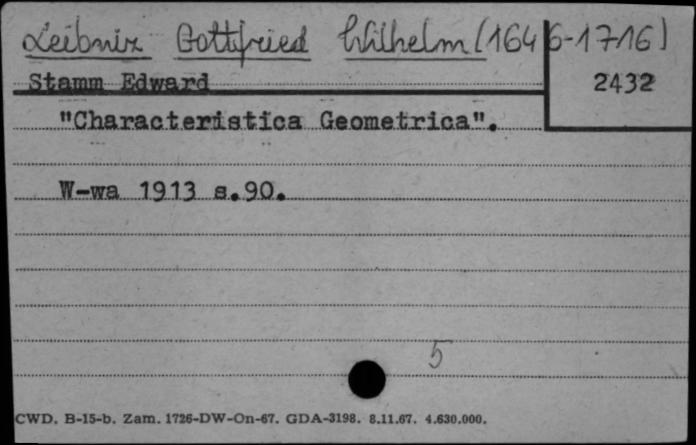 Leibniz Gottfried Wilhelm (1646-1716)
Stamm Edward
2432
"Characteristica Geometrica".
W-wa 1913 s.90.
5
CWD. B-15-b. Zam. 1726-DW-On-67. GDA-3198. 8.11.67. 4.630.000.